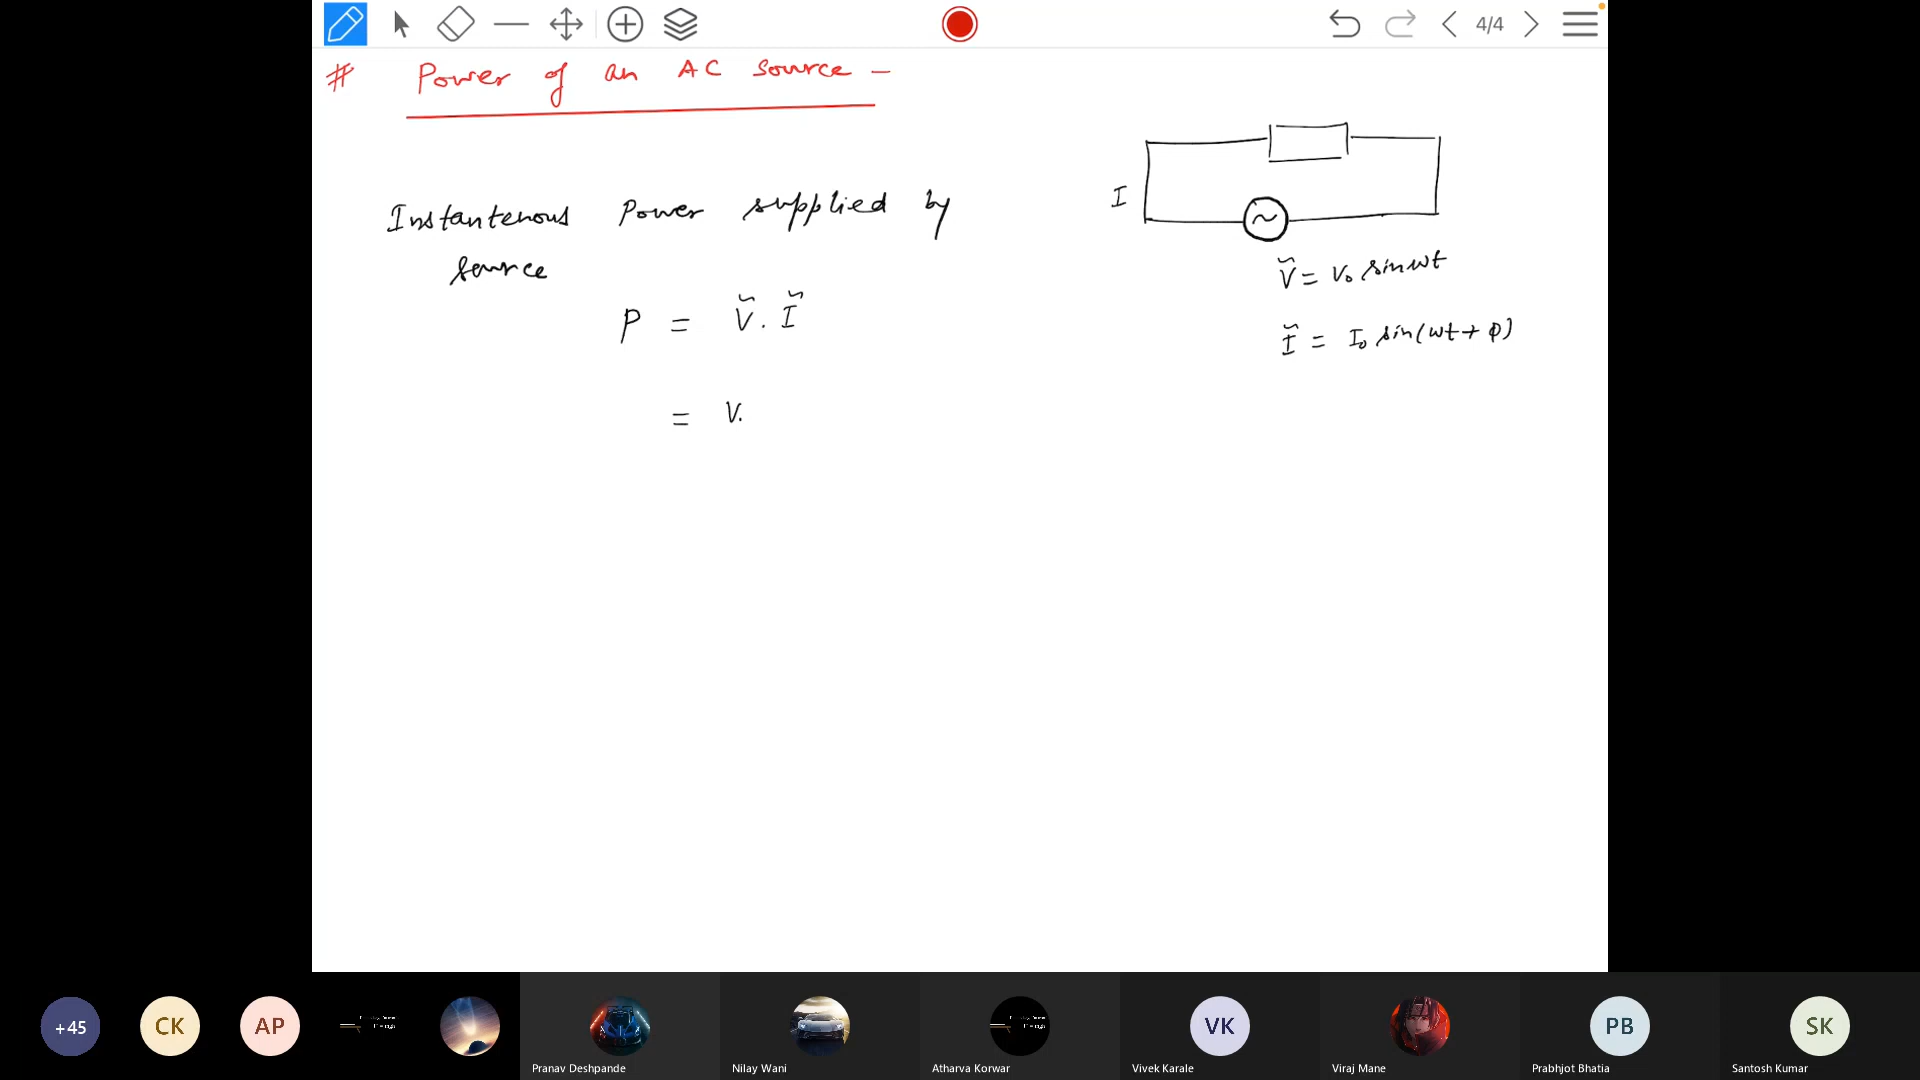 4/4
# Power of an AC source –
Instantenous Power supplied by
source
I
Ṽ = V₀ sinωt
Ĩ = I₀ sin(ωt + φ)
P = Ṽ . Ĩ
= V.
+45
CK
AP
VK
PB
SK
Pranav Deshpande
Nilay Wani
Atharva Korwar
Vivek Karale
Viraj Mane
Prabhjot Bhatia
Santosh Kumar